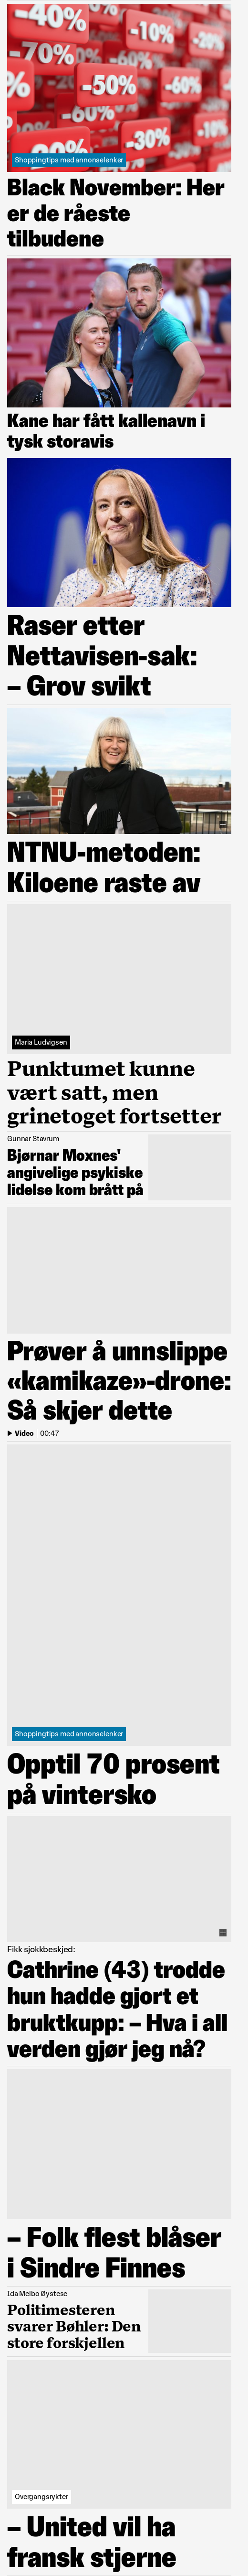 -40%
-10%
-70%
-20%
-50%
-60%
-60%
-30%
20%
Shoppingtips med annonselenker
Black November: Her
er de råeste
tilbudene
Kane har fått kallenavn i
tysk storavis
Raser etter
Nettavisen-sak:
– Grov svikt
NTNU-metoden:
Kiloene raste av
Maria Ludvigsen
Punktumet kunne
vært satt, men
grinetoget fortsetter
Gunnar Stavrum
Bjørnar Moxnes'
angivelige psykiske
lidelse kom brått på
Prøver å unnslippe
«kamikaze»-drone:
Så skjer dette
Video | 00:47
Shoppingtips med annonselenker
Opptil 70 prosent
på vintersko
Fikk sjokkbeskjed:
Cathrine (43) trodde
hun hadde gjort et
bruktkupp: – Hva i all
verden gjør jeg nå?
– Folk flest blåser
i Sindre Finnes
Ida Melbo Øystese
Politimesteren
svarer Bøhler: Den
store forskjellen
Overgangsrykter
– United vil ha
fransk stjerne